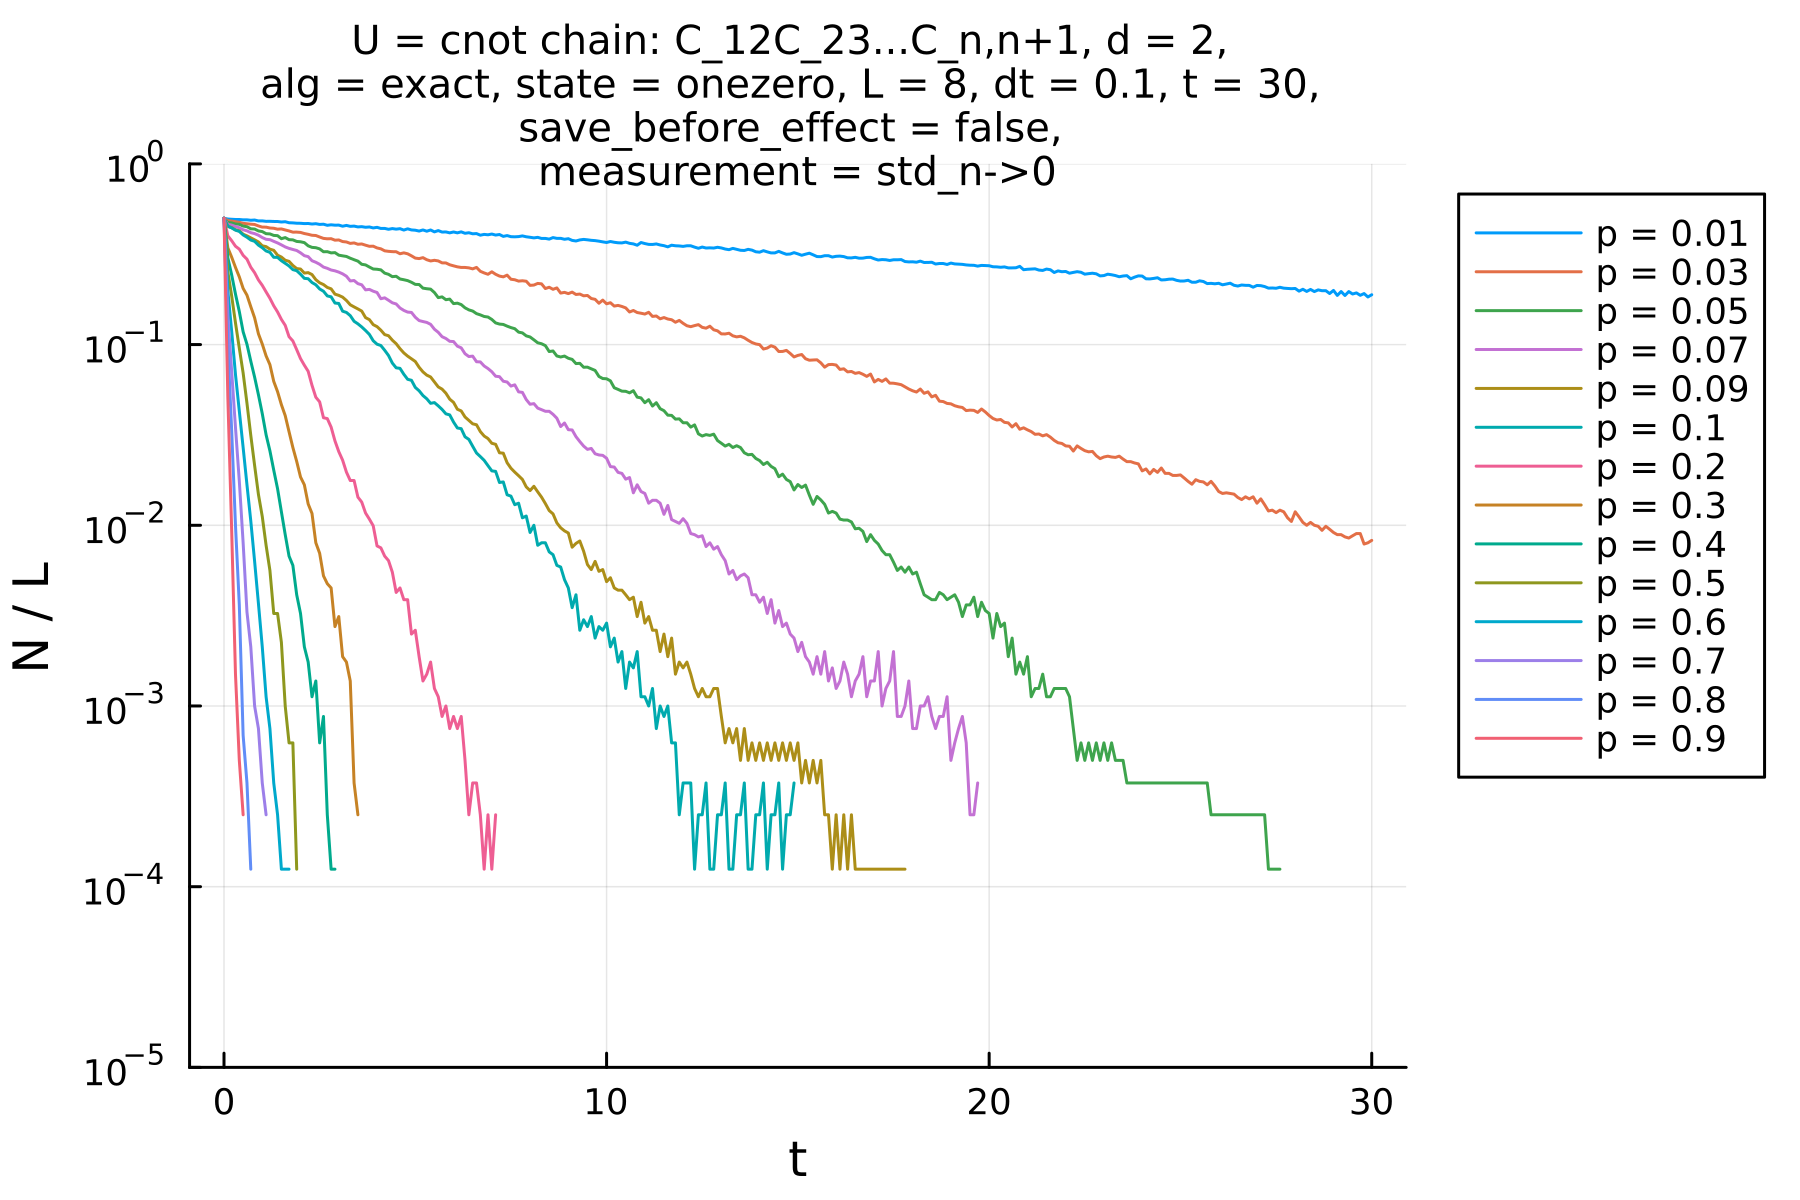 U = cnot chain: C_12C_23...C_n,n+1, d = 2,
alg = exact, state = onezero, L = 8, dt = 0.1, t = 30,
save_before_effect = false,
measurement = std_n->0
10^0
10^−1
10^−2
10^−3
10^−4
10^−5
N / L
0
10
20
30
t
p = 0.01
p = 0.03
p = 0.05
p = 0.07
p = 0.09
p = 0.1
p = 0.2
p = 0.3
p = 0.4
p = 0.5
p = 0.6
p = 0.7
p = 0.8
p = 0.9